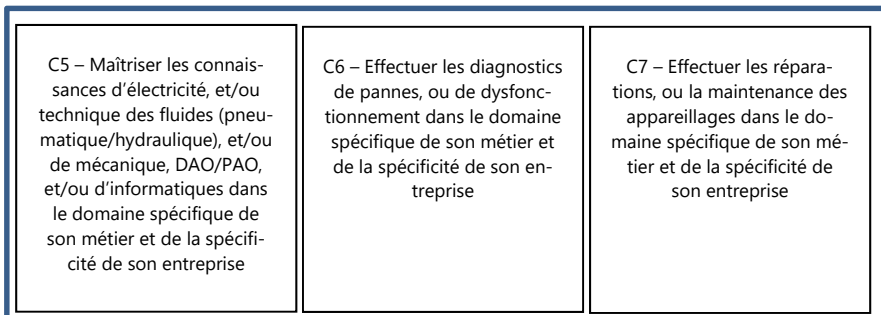 C5 – Maîtriser les connais-
sances d’électricité, et/ou
technique des fluides (pneu-
matique/hydraulique), et/ou
de mécanique, DAO/PAO,
et/ou d’informatiques dans
le domaine spécifique de
son métier et de la spécifi-
cité de son entreprise
C6 – Effectuer les diagnostics
de pannes, ou de dysfonc-
tionnement dans le domaine
spécifique de son métier et
de la spécificité de son en-
treprise
C7 – Effectuer les répara-
tions, ou la maintenance des
appareillages dans le do-
maine spécifique de son mé-
tier et de la spécificité de
son entreprise